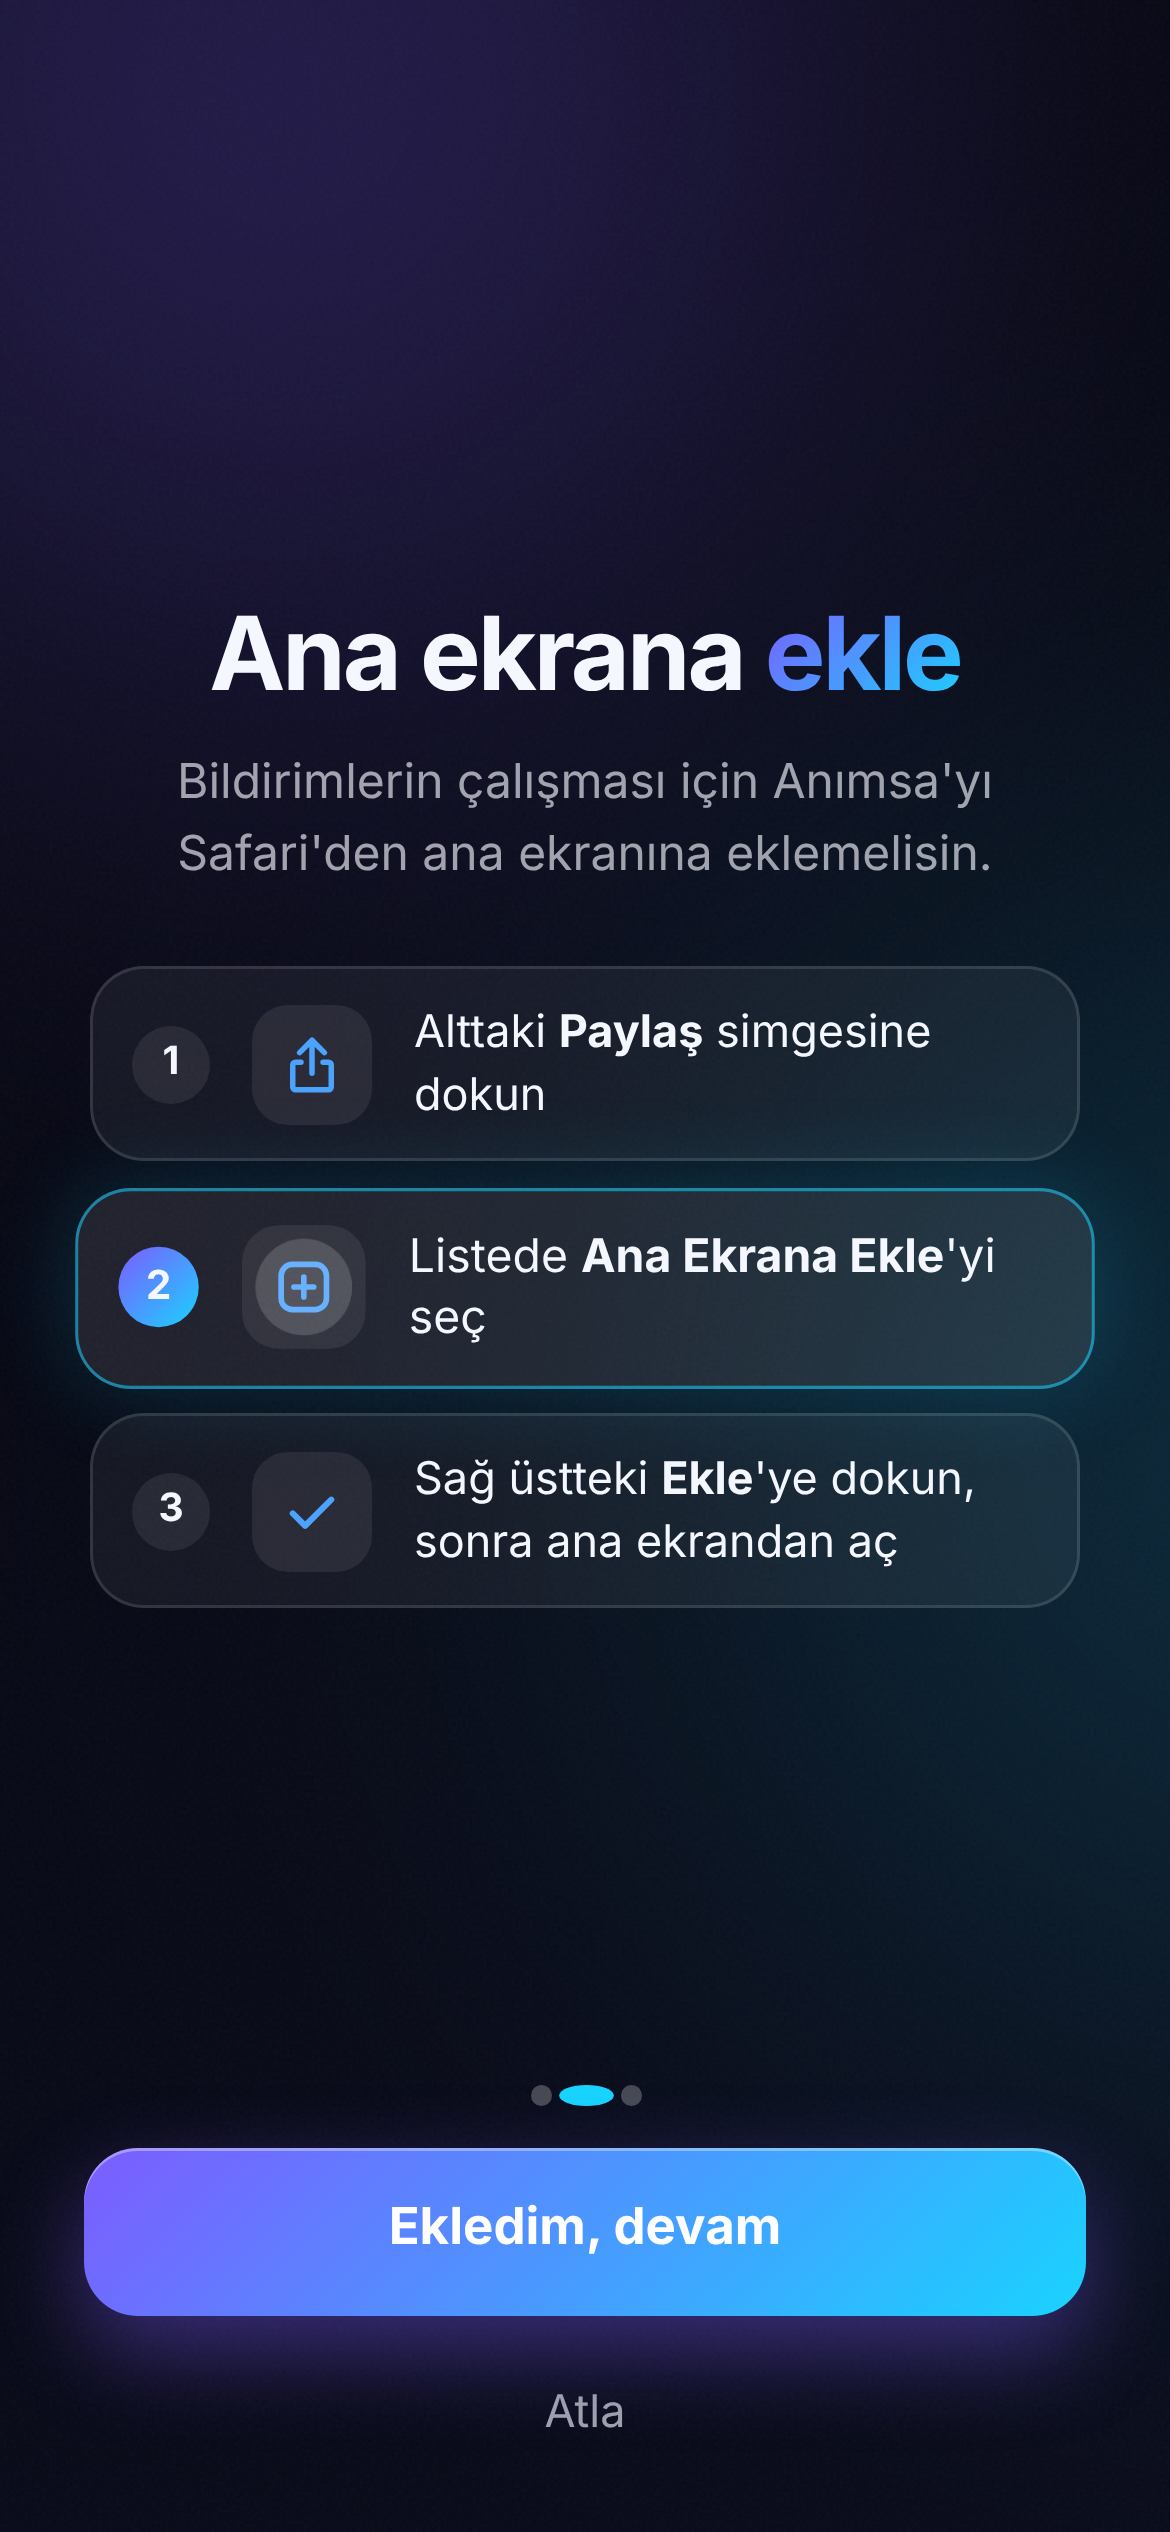 Ana ekrana ekle
Bildirimlerin çalışması için Anımsa'yı
Safari'den ana ekranına eklemelisin.
1
Alttaki Paylaş simgesine
dokun
2
Listede Ana Ekrana Ekle'yi
seç
3
Sağ üstteki Ekle'ye dokun,
sonra ana ekrandan aç
Ekledim, devam
Atla